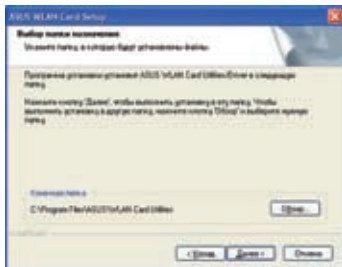 ASUS WLAN Card Setup
Выбор папки назначения
Укажите папку, в которую будут установлены файлы.
Программа установки установит ASUS WLAN Card Utilities/Driver в следующую
папку.
Нажмите кнопку 'Далее', чтобы выполнить установку в эту папку. Чтобы
выполнить установку в другую папку, нажмите кнопку 'Обзор' и выберите нужную
папку.
Конечная папка
C:\Program Files\ASUS\WLAN Card Utilities
Обзор...
< Назад
Далее >
Отмена